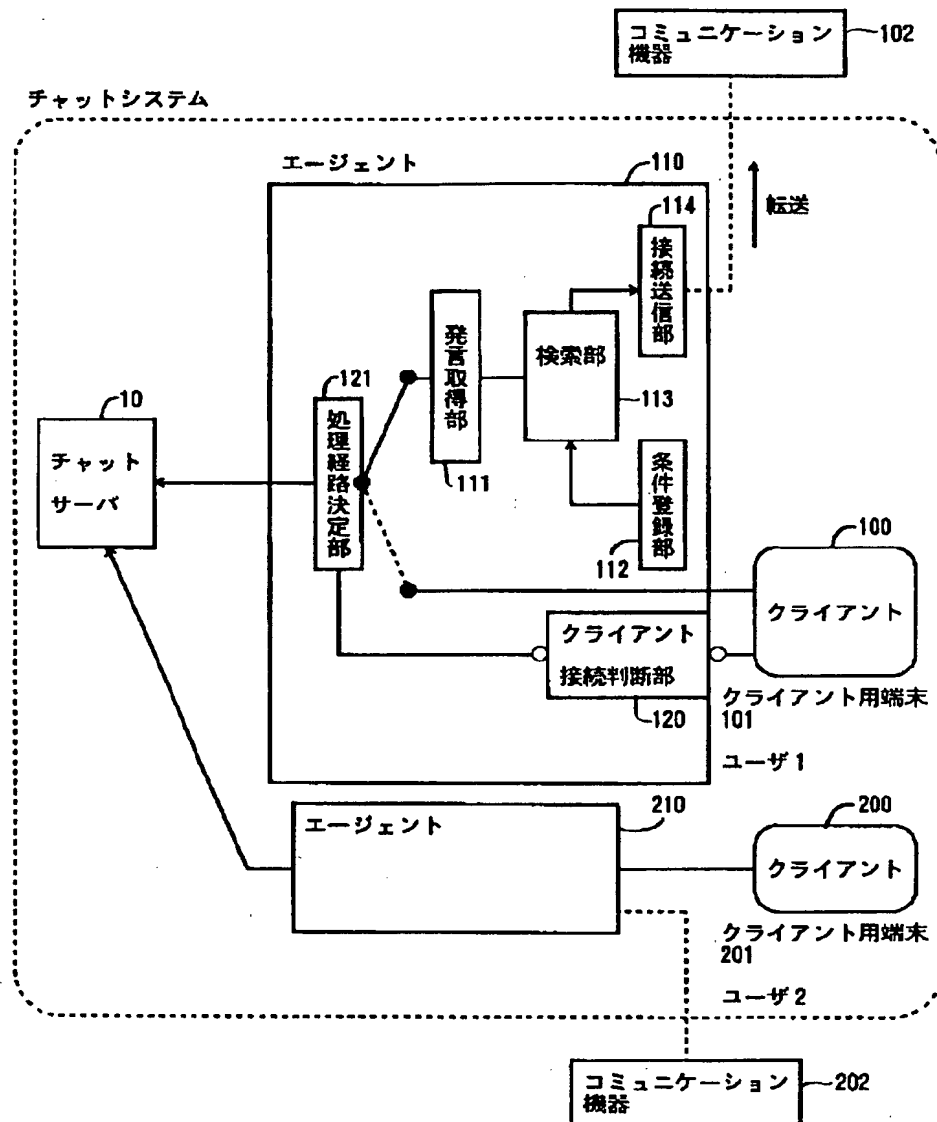 コミュニケーション
機器
102
チャットシステム
エージェント
110
転送
114
接続送信部
発言取得部
111
検索部
113
121
処理経路決定部
10
チャット
サーバ
条件登録部
112
100
クライアント
クライアント
接続判断部
120
クライアント用端末
101
ユーザ1
エージェント
210
200
クライアント
クライアント用端末
201
ユーザ2
コミュニケーション
機器
202